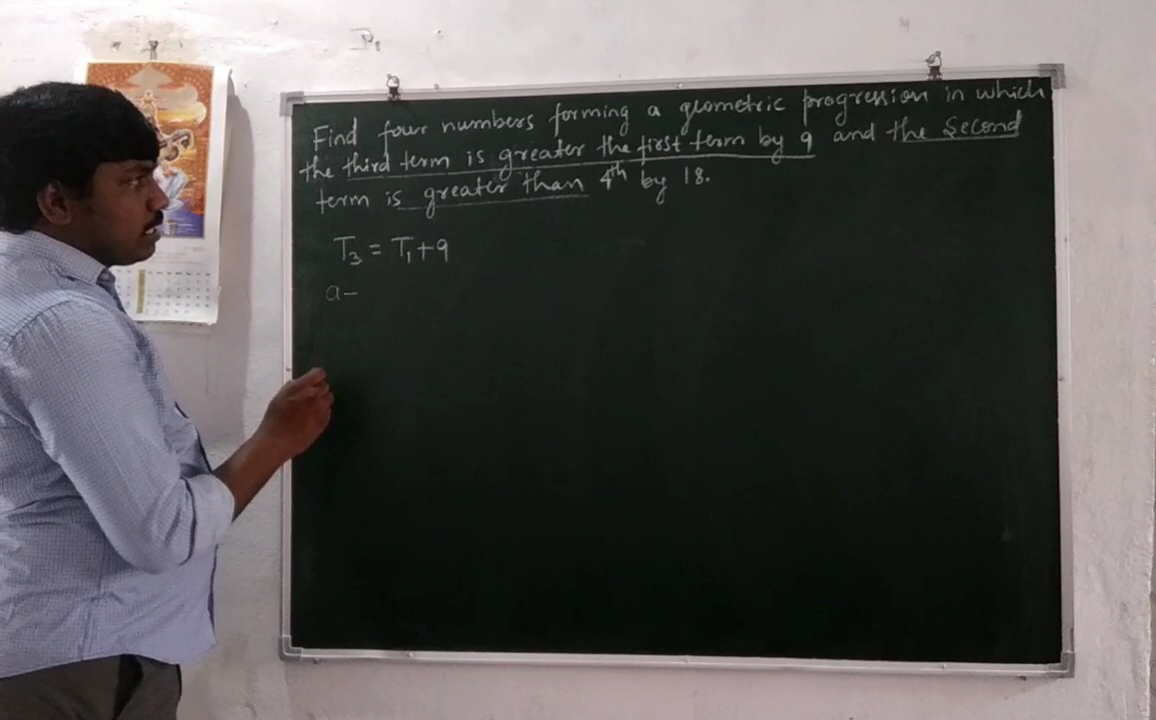 Find four numbers forming a geometric progression in which
the third term is greater the first term by 9 and the Second
term is greater than 4th by 18.
T3 = T1+9
a-